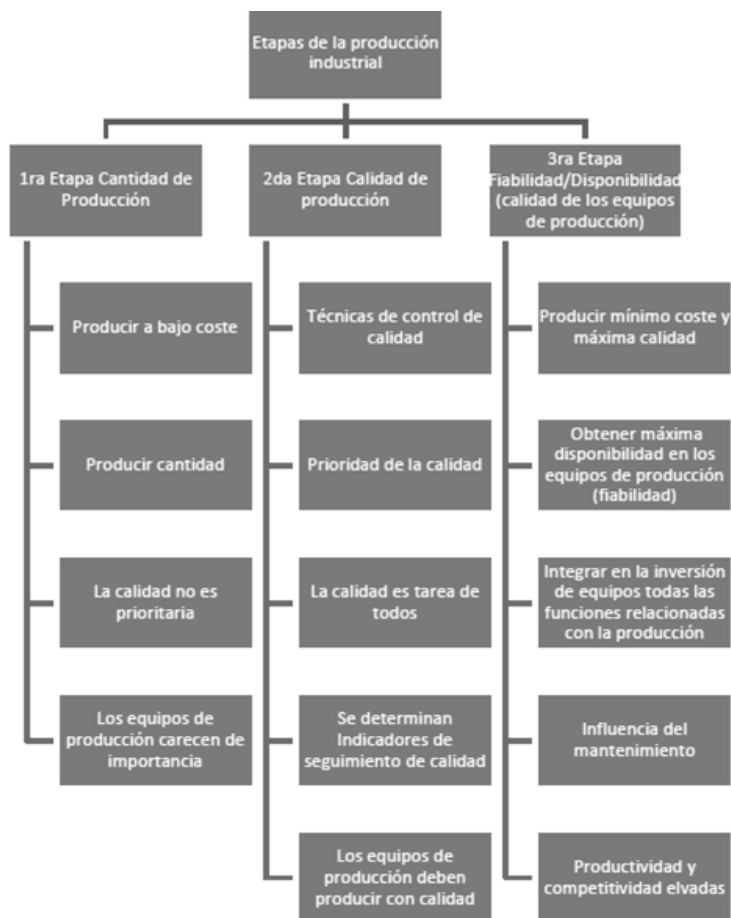 Etapas de la producción
industrial
1ra Etapa Cantidad de
Producción
Producir a bajo coste
Producir cantidad
La calidad no es
prioritaria
Los equipos de
producción carecen de
importancia
2da Etapa Calidad de
producción
Técnicas de control de
calidad
Prioridad de la calidad
La calidad es tarea de
todos
Se determinan
Indicadores de
seguimiento de calidad
Los equipos de
producción deben
producir con calidad
3ra Etapa
Fiabilidad/Disponibilidad
(calidad de los equipos
de producción)
Producir mínimo coste y
máxima calidad
Obtener máxima
disponibilidad en los
equipos de producción
(fiabilidad)
Integrar en la inversión
de equipos todas las
funciones relacionadas
con la producción
Influencia del
mantenimiento
Productividad y
competitividad elvadas